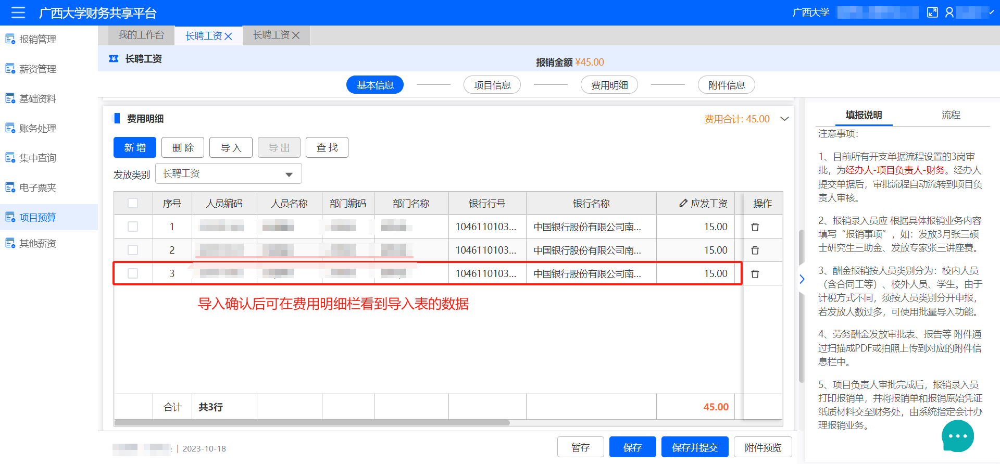 广西大学财务共享平台
广西大学
报销管理
薪资管理
基础资料
账务处理
集中查询
电子票夹
项目预算
其他薪资
我的工作台
长聘工资
长聘工资
长聘工资
报销金额 ¥45.00
基本信息
项目信息
费用明细
附件信息
费用明细
费用合计: 45.00
新 增
删 除
导 入
导 出
查 找
发放类别
长聘工资
序号 人员编码 人员名称 部门编码 部门名称 银行行号 银行名称 应发工资 操作
1 1046110103... 中国银行股份有限公司南... 15.00
2 1046110103... 中国银行股份有限公司南... 15.00
3 1046110103... 中国银行股份有限公司南... 15.00
导入确认后可在费用明细栏看到导入表的数据
合计 共3行 45.00
| 2023-10-18
暂存
保存
保存并提交
附件预览
填报说明
流程
注意事项：
1、目前所有开支单据流程设置的3岗审
批，为经办人-项目负责人-财务。经办人
提交单据后，审批流程自动流转到项目负
责人审核。
2、报销录入员应 根据具体报销业务内容
填写“报销事项”，如：发放3月张三硕
士研究生三助金、发放专家张三讲座费。
3、酬金报销按人员类别分为：校内人员
（含合同工等）、校外人员、学生。由于
计税方式不同，须按人员类别分开申报，
若发放人数过多，可使用批量导入功能。
4、劳务酬金发放审批表、报告等 附件通
过扫描成PDF或拍照上传到对应的附件信
息栏中。
5、项目负责人审批完成后，报销录入员
打印报销单，并将报销单和报销原始凭证
纸质材料交至财务处，由系统指定会计办
理报销业务。